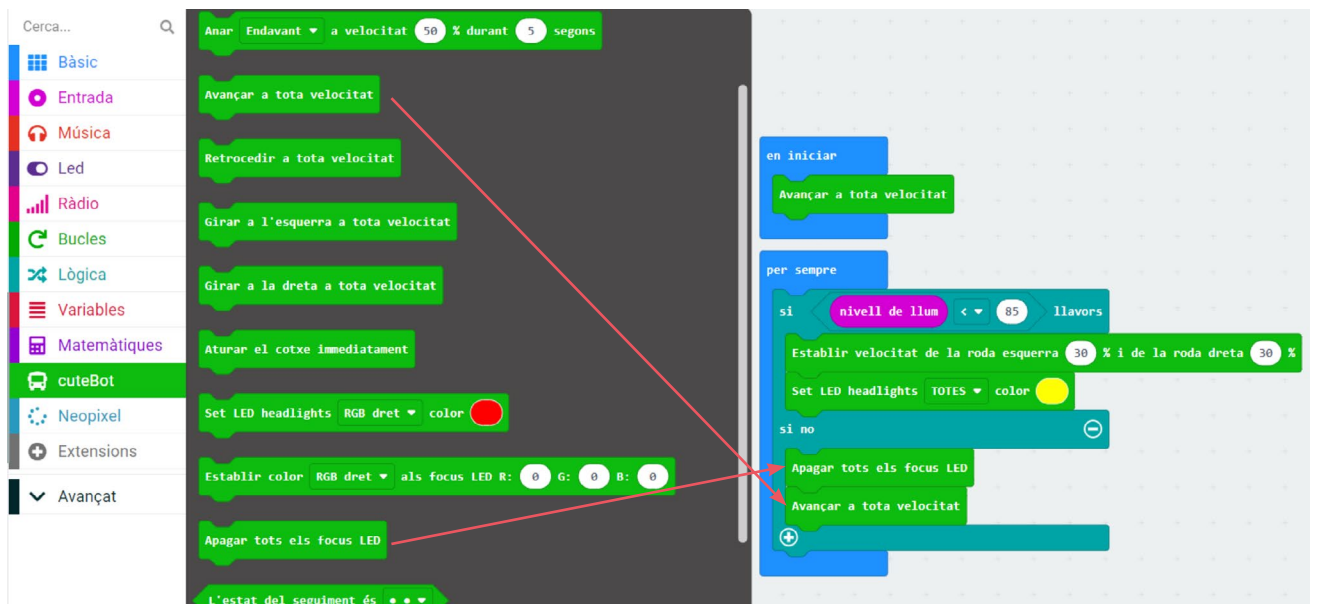 Cerca...
Bàsic
Entrada
Música
Led
Ràdio
Bucles
Lògica
Variables
Matemàtiques
cuteBot
Neopixel
Extensions
Avançat
Anar Endavant a velocitat 50 % durant 5 segons
Avançar a tota velocitat
Retrocedir a tota velocitat
Girar a l'esquerra a tota velocitat
Girar a la dreta a tota velocitat
Aturar el cotxe immediatament
Set LED headlights RGB dret color
Establir color RGB dret als focus LED R: 0 G: 0 B: 0
Apagar tots els focus LED
L'estat del seguiment és
en iniciar
Avançar a tota velocitat
per sempre
si nivell de llum < 85 llavors
Establir velocitat de la roda esquerra 30 % i de la roda dreta 30 %
Set LED headlights TOTES color
si no
Apagar tots els focus LED
Avançar a tota velocitat